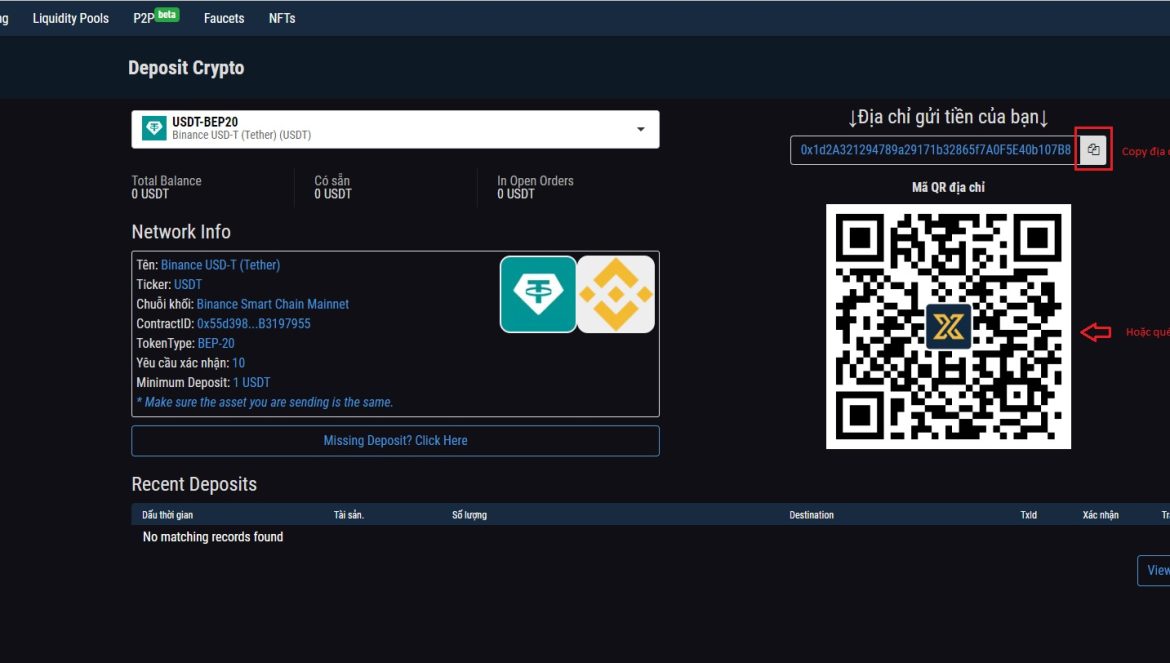 Liquidity Pools
P2P beta
Faucets
NFTs
Deposit Crypto
USDT-BEP20
Binance USD-T (Tether) (USDT)
Total Balance
0 USDT
Có sẵn
0 USDT
In Open Orders
0 USDT
Network Info
Tên: Binance USD-T (Tether)
Ticker: USDT
Chuỗi khối: Binance Smart Chain Mainnet
ContractID: 0x55d398...B3197955
TokenType: BEP-20
Yêu cầu xác nhận: 10
Minimum Deposit: 1 USDT
* Make sure the asset you are sending is the same.
Missing Deposit? Click Here
↓Địa chỉ gửi tiền của bạn↓
0x1d2A321294789a29171b32865f7A0F5E40b107B8
Copy địa
Mã QR địa chỉ
Hoặc
Recent Deposits
Dấu thời gian
Tài sản.
Số lượng
Destination
TxId
Xác nhận
No matching records found
View